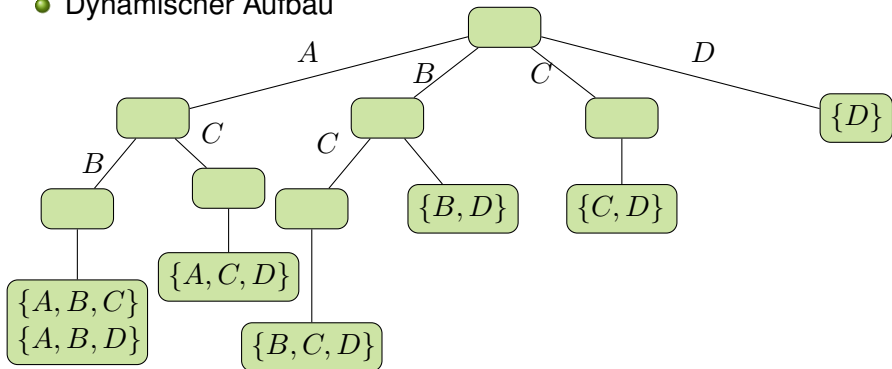 Dynamischer Aufbau
A
B
C
D
B
C
C
{D}
{B, D}
{C, D}
{A, C, D}
{A, B, C}
{A, B, D}
{B, C, D}